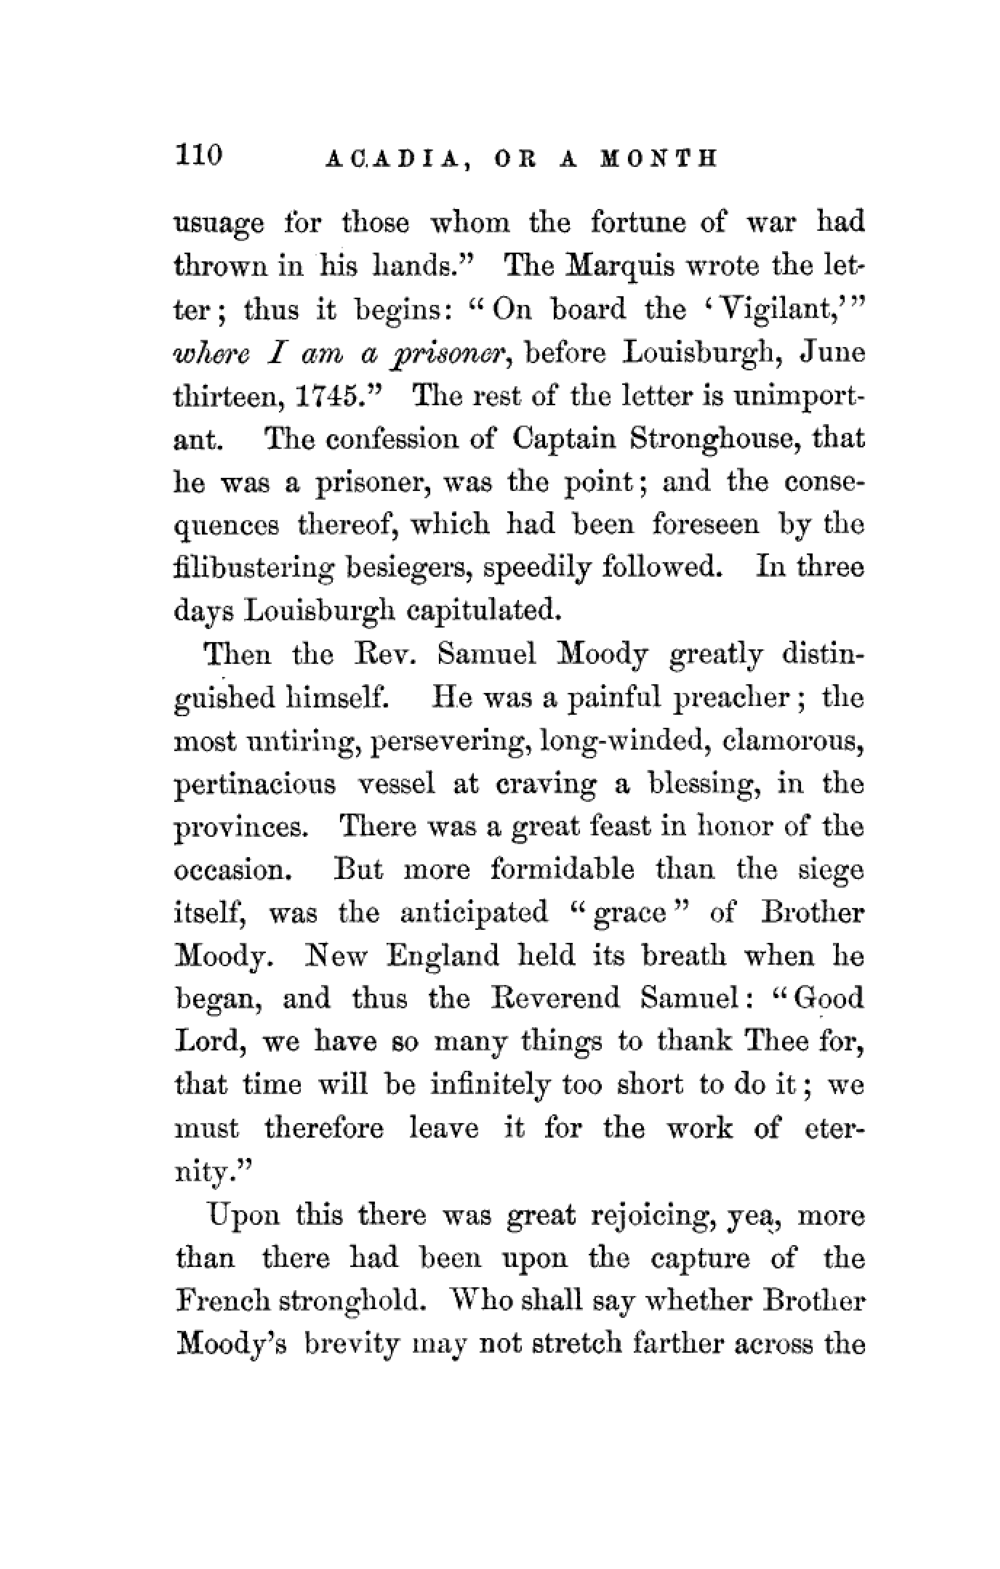 110 ACADIA, OR A MONTH
usuage for those whom the fortune of war had
thrown in his hands.” The Marquis wrote the let-
ter; thus it begins: “On board the ‘Vigilant,’”
where I am a prisoner, before Louisburgh, June
thirteen, 1745.” The rest of the letter is unimport-
ant. The confession of Captain Stronghouse, that
he was a prisoner, was the point; and the conse-
quences thereof, which had been foreseen by the
filibustering besiegers, speedily followed. In three
days Louisburgh capitulated.
Then the Rev. Samuel Moody greatly distin-
guished himself. He was a painful preacher; the
most untiring, persevering, long-winded, clamorous,
pertinacious vessel at craving a blessing, in the
provinces. There was a great feast in honor of the
occasion. But more formidable than the siege
itself, was the anticipated “grace” of Brother
Moody. New England held its breath when he
began, and thus the Reverend Samuel: “Good
Lord, we have so many things to thank Thee for,
that time will be infinitely too short to do it; we
must therefore leave it for the work of eter-
nity.”
Upon this there was great rejoicing, yea, more
than there had been upon the capture of the
French stronghold. Who shall say whether Brother
Moody’s brevity may not stretch farther across the